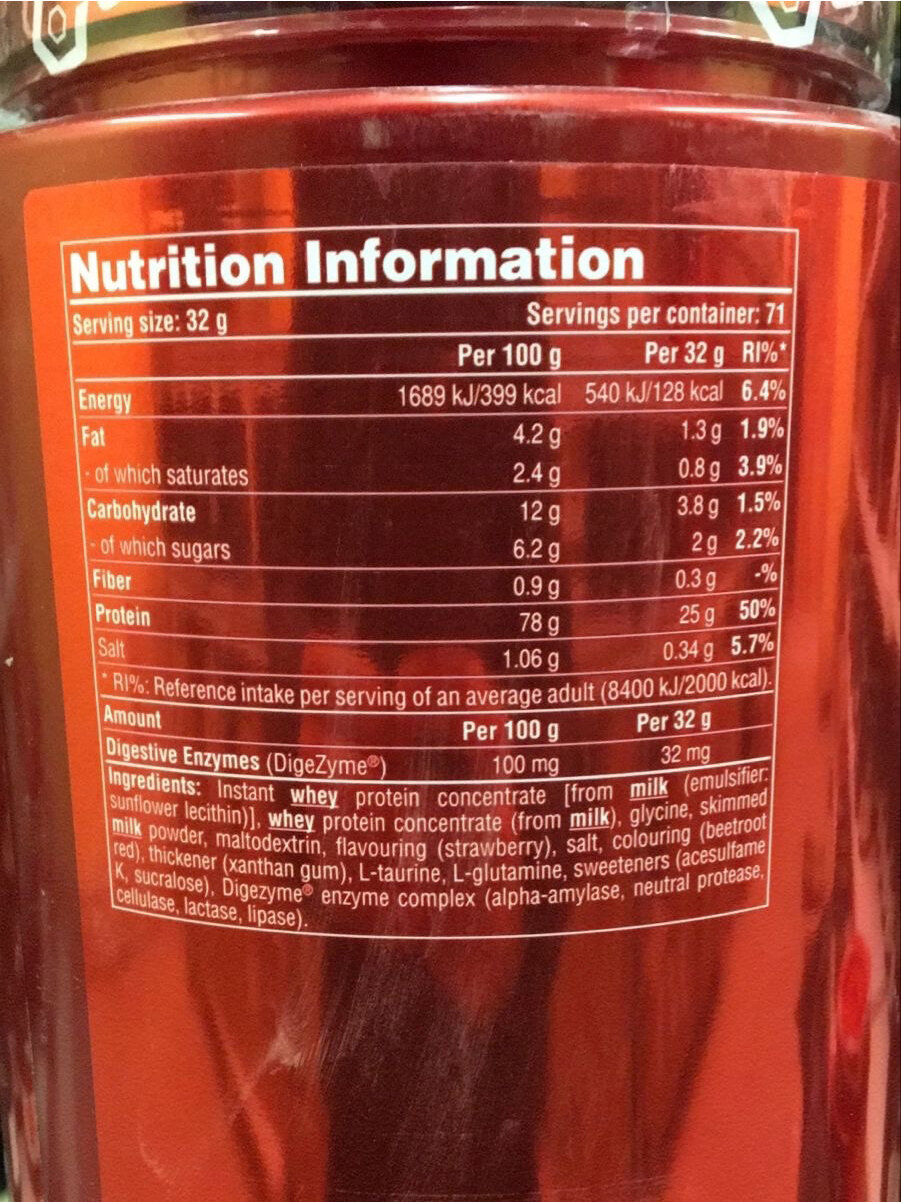 Nutrition Information
Serving size: 32 g Servings per container: 71
Per 100 g Per 32 g RI%*
Energy 1689 kJ/399 kcal 540 kJ/128 kcal 6.4%
Fat 4.2 g 1.3 g 1.9%
- of which saturates 2.4 g 0.8 g 3.9%
Carbohydrate 12 g 3.8 g 1.5%
- of which sugars 6.2 g 2 g 2.2%
Fiber 0.9 g 0.3 g -%
Protein 78 g 25 g 50%
Salt 1.06 g 0.34 g 5.7%
* RI%: Reference intake per serving of an average adult (8400 kJ/2000 kcal).
Amount Per 100 g Per 32 g
Digestive Enzymes (DigeZyme®) 100 mg 32 mg
Ingredients: Instant whey protein concentrate [from milk (emulsifier:
sunflower lecithin)], whey protein concentrate (from milk), glycine, skimmed
milk powder, maltodextrin, flavouring (strawberry), salt, colouring (beetroot
red), thickener (xanthan gum), L-taurine, L-glutamine, sweeteners (acesulfame
K, sucralose), Digezyme® enzyme complex (alpha-amylase, neutral protease,
cellulase, lactase, lipase).